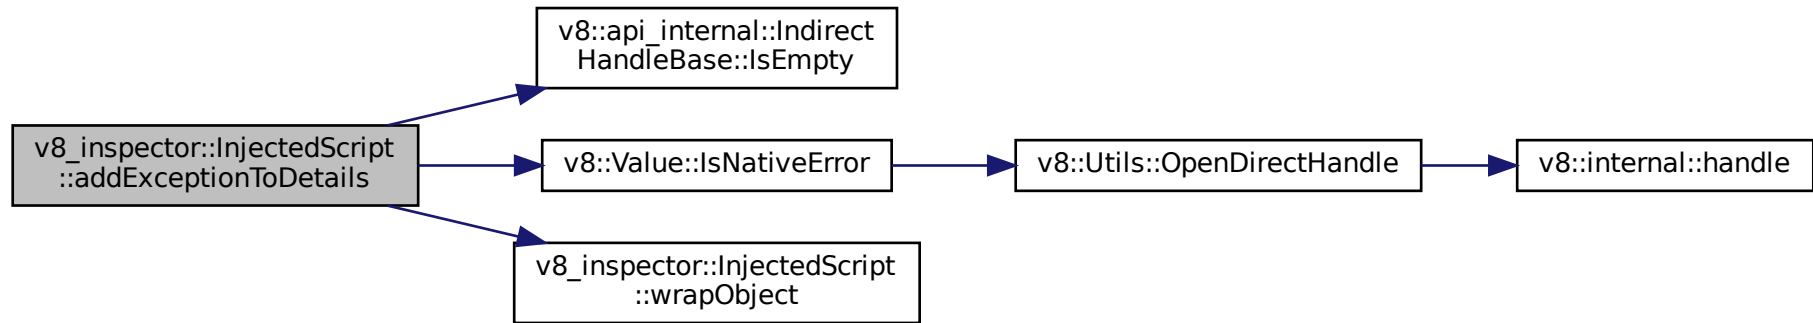 v8::api_internal::Indirect
HandleBase::IsEmpty
v8_inspector::InjectedScript
::addExceptionToDetails
v8::Value::IsNativeError
v8::Utils::OpenDirectHandle
v8::internal::handle
v8_inspector::InjectedScript
::wrapObject